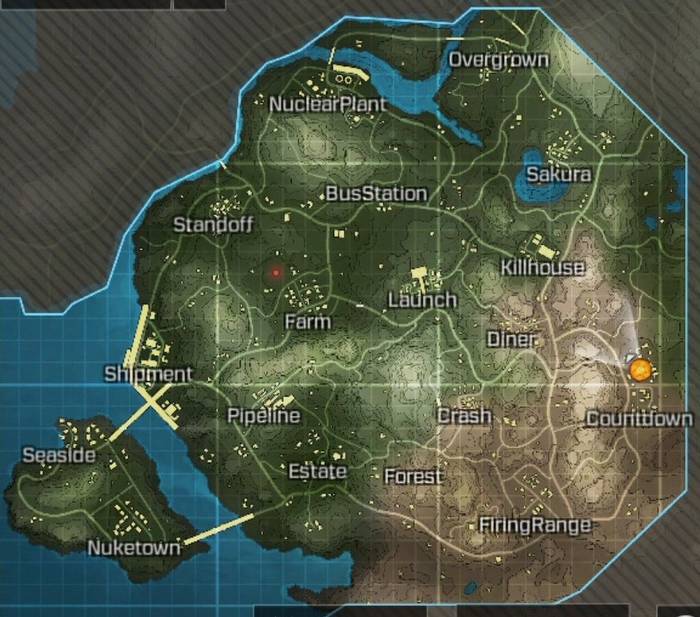 Overgrown
NuclearPlant
Sakura
BusStation
Standoff
Killhouse
Launch
Farm
Diner
Shipment
Pipeline
Crash
Countdown
Seaside
Estate
Forest
FiringRange
Nuketown